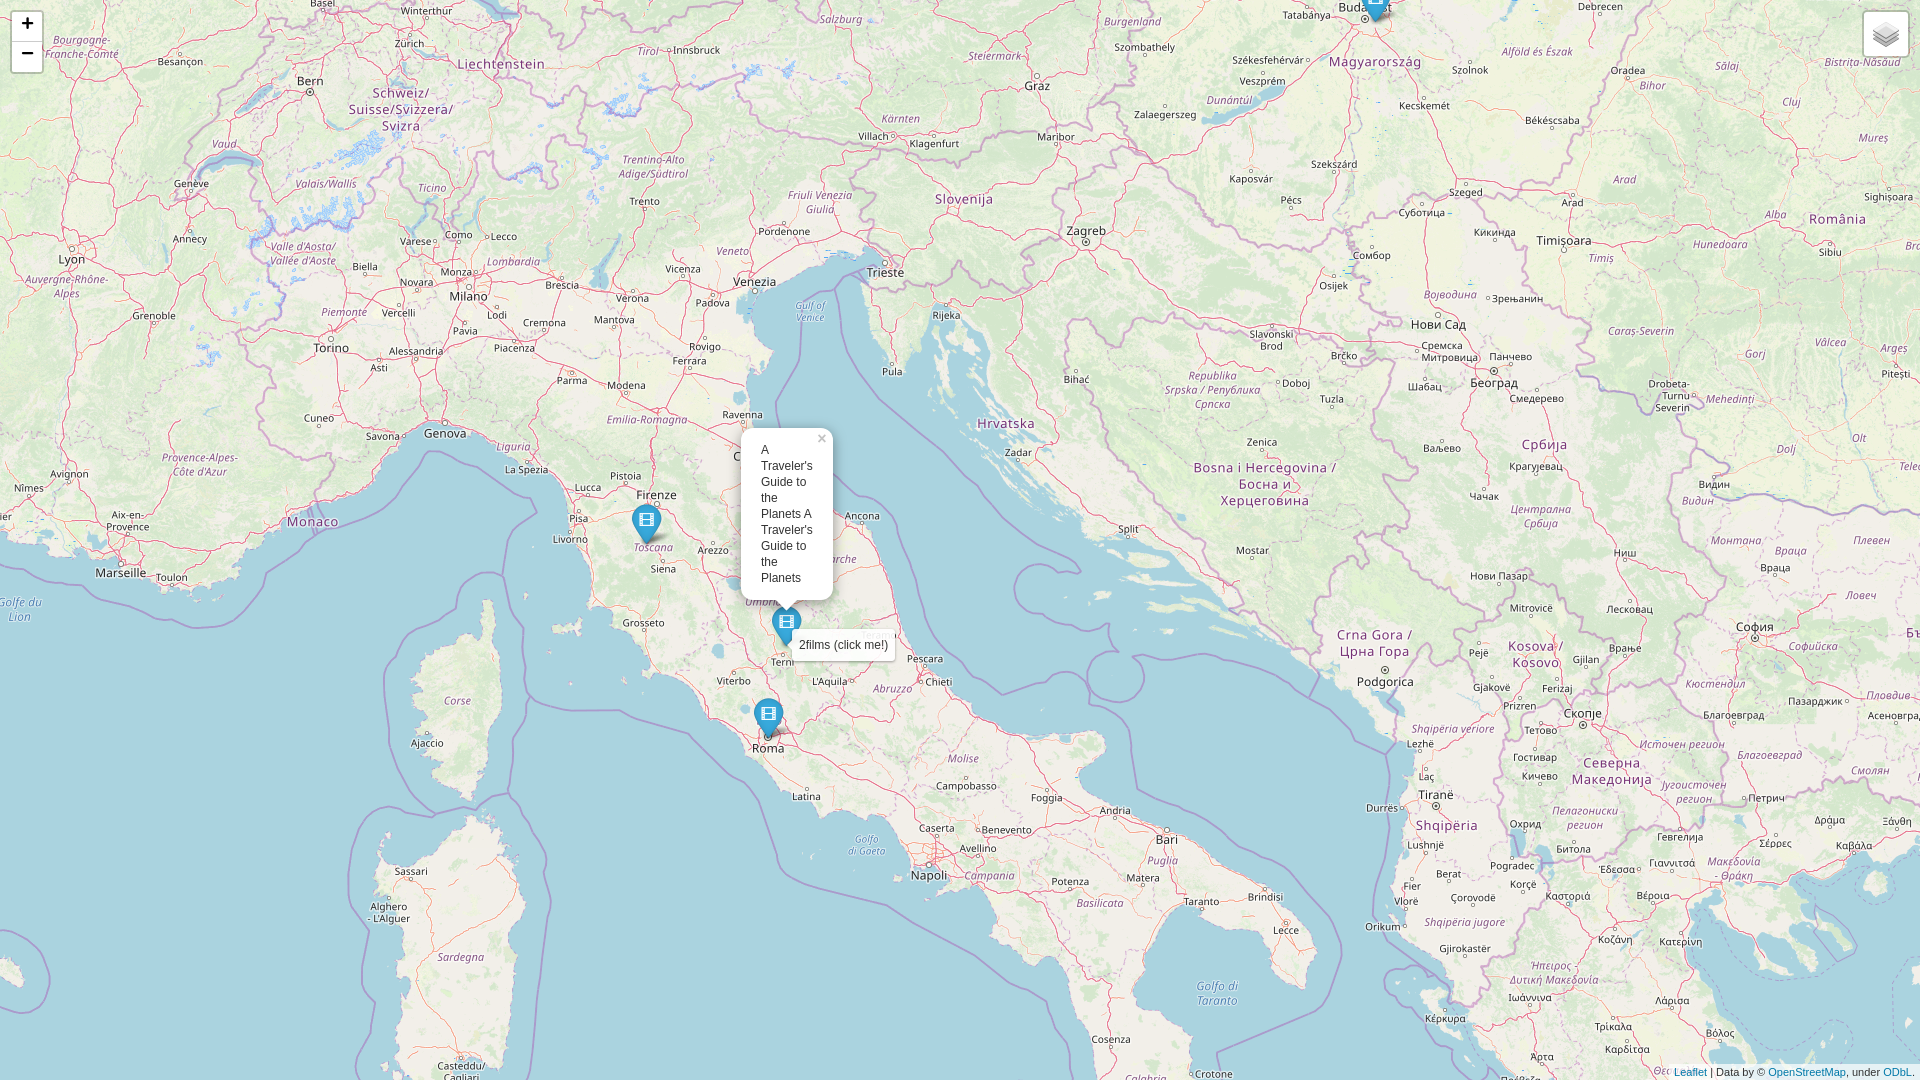 +
−
Basel
Winterthur
Zürich
Bourgogne-
Franche-Comté
Besançon
Liechtenstein
Bern
Schweiz/
Suisse/Svizzera/
Svizra
Vaud
Genève
Valais/Wallis
Ticino
Annecy
Lyon
Auvergne-Rhône-
Alpes
Grenoble
Salzburg
Tirol
Innsbruck
Steiermark
Graz
Kärnten
Villach
Klagenfurt
Maribor
Burgenland
Szombathely
Tatabánya
Székesfehérvár
Veszprém
Dunántúl
Zalaegerszeg
Magyarország
Szolnok
Alföld és Észak
Debrecen
Oradea
Sălaj
Bistrița-Năsăud
Bihor
Cluj
Kecskemét
Békéscsaba
Mureș
Szekszárd
Kaposvár
Pécs
Szeged
Суботица
Arad
Arad
Alba
Sighișoara
România
Кикинда
Timișoara
Timiș
Hunedoara
Sibiu
Сомбор
Trentino-Alto
Adige/Südtirol
Trento
Friuli Venezia
Giulia
Pordenone
Slovenija
Zagreb
Trieste
Veneto
Vicenza
Venezia
Verona
Padova
Gulf of
Venice
Rovigo
Ferrara
Valle d'Aosta/
Vallée d'Aoste
Varese
Como
Lecco
Biella
Monza
Lombardia
Novara
Milano
Brescia
Piemonte
Vercelli
Lodi
Cremona
Mantova
Pavia
Torino
Alessandria
Piacenza
Asti
Parma
Modena
Emilia-Romagna
Ravenna
Cuneo
Savona
Genova
Liguria
La Spezia
Rijeka
Pula
Osijek
Војводина
Зрењанин
Нови Сад
Slavonski
Brod
Brčko
Сремска
Митровица
Панчево
Београд
Шабац
Смедерево
Bihać
Republika
Srpska / Република
Српска
Doboj
Tuzla
Caraș-Severin
Gorj
Vâlcea
Argeș
Pitești
Drobeta-
Turnu
Severin
Mehedinți
Olt
Dolj
Hrvatska
Zadar
Zenica
Bosna i Hercegovina /
Босна и
Херцеговина
Ваљево
Србија
Крагујевац
Чачак
Видин
Видин
Централна
Србија
Provence-Alpes-
Côte d'Azur
Avignon
Nîmes
Aix-en-
Provence
Marseille
Toulon
Monaco
Golfe du
Lion
Pistoia
Lucca
Firenze
Pisa
Livorno
Toscana
Arezzo
Siena
Grosseto
×
A
Traveler's
Guide to
the
Planets A
Traveler's
Guide to
the
Planets
Ancona
2films (click me!)
Terni
Viterbo
L'Aquila
Pescara
Chieti
Abruzzo
Roma
Latina
Molise
Campobasso
Foggia
Andria
Bari
Puglia
Caserta
Benevento
Avellino
Golfo
di Gaeta
Napoli
Campania
Potenza
Matera
Basilicata
Taranto
Brindisi
Lecce
Golfo di
Taranto
Cosenza
Crotone
Corse
Ajaccio
Sassari
Alghero
- L'Alguer
Sardegna
Casteddu/
Cagliari
Split
Mostar
Нови Пазар
Ниш
Монтана
Враца
Враца
Плевен
Ловеч
Mitrovicë
Лесковац
Crna Gora /
Црна Гора
Podgorica
Pejë
Kosova /
Kosovo
Gjilan
Врање
Ferizaj
Gjakovë
Prizren
София
Софийска
Перник
Кюстендил
Пазарджик
Пловдив
Асеновград
Благоевград
Благоевград
Смолян
Скопје
Тетово
Гостивар
Кичево
Источен регион
Северна
Македонија
Југоисточен
регион
Пелагониски
регион
Охрид
Битола
Гевгелија
Петрич
Shqipëria veriore
Lezhë
Laç
Durrës
Tiranë
Shqipëria
Lushnjë
Pogradec
Korçë
Berat
Fier
Vlorë
Çorovodë
Shqipëria jugore
Orikum
Gjirokastër
Δράμα
Ξάνθη
Σέρρες
Καβάλα
Μακεδονία
- Θράκη
Γιαννιτσά
Έδεσσα
Καστοριά
Βέροια
Κοζάνη
Κατερίνη
Ήπειρος -
Δυτική Μακεδονία
Ιωάννινα
Κέρκυρα
Λάρισα
Τρίκαλα
Βόλος
Καρδίτσα
Άρτα
Leaflet | Data by © OpenStreetMap, under ODbL.